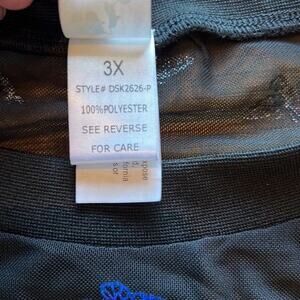 3X
STYLE# DSK2626-P
100%POLYESTER
SEE REVERSE
FOR CARE